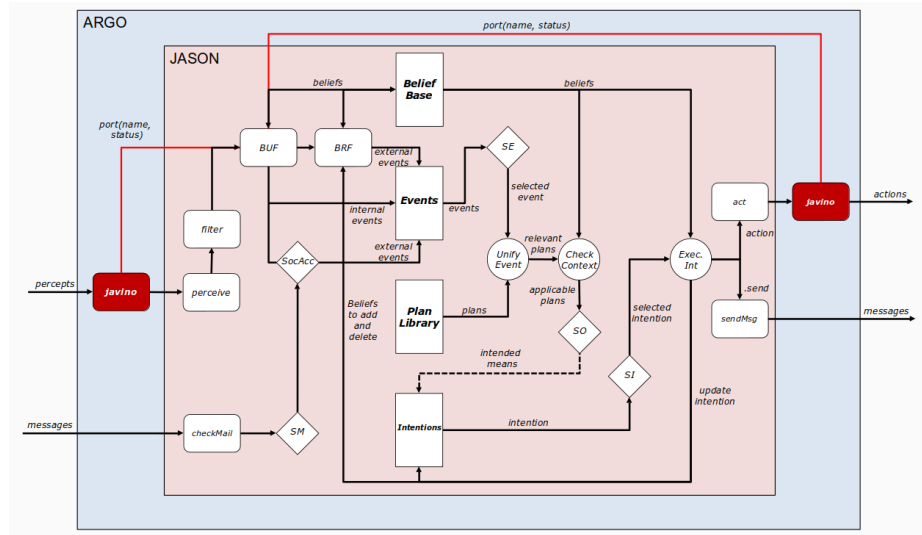 ARGO
port(name, status)
JASON
beliefs
Belief
Base
beliefs
port(name,
status)
BUF
BRF
external
events
SE
selected
event
Events
internal
events
events
external
events
act
Javino
actions
filter
SocAcc
Unify
Event
relevant
plans
Check
Context
Exec.
Int
action
percepts
Javino
perceive
Beliefs
to add
and
delete
Plan
Library
plans
applicable
plans
SO
selected
intention
.send
sendMsg
messages
intended
means
SI
update
intention
messages
checkMail
SM
Intentions
intention